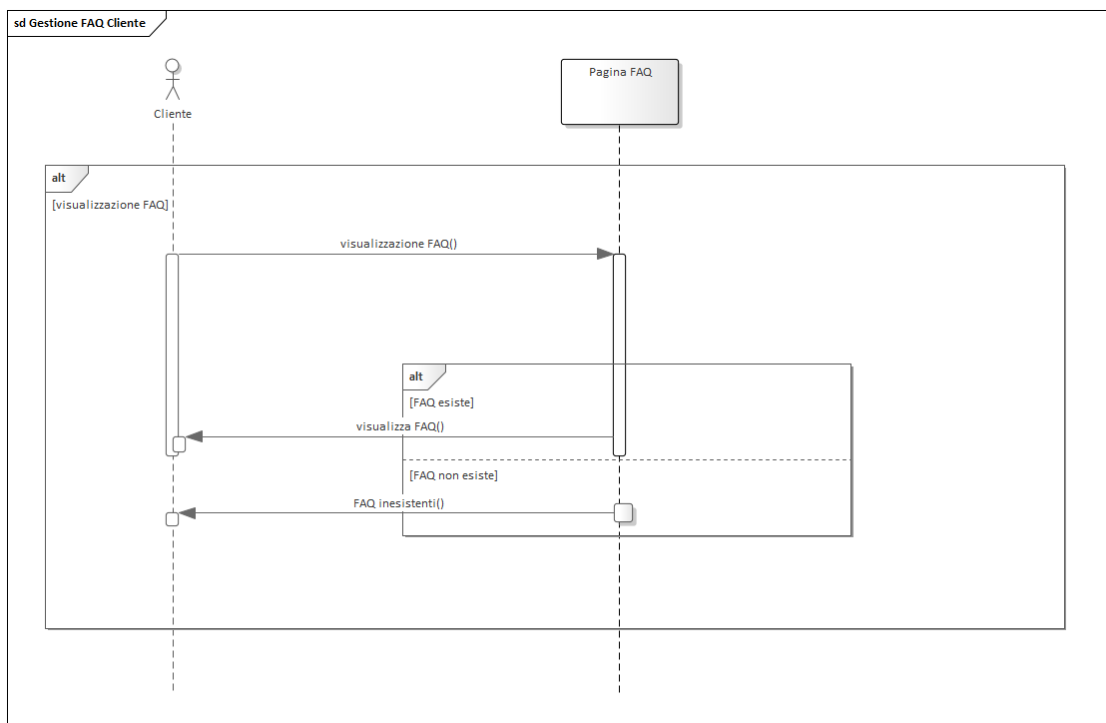 sd Gestione FAQ Cliente
Cliente
Pagina FAQ
alt
[visualizzazione FAQ]
visualizzazione FAQ()
alt
[FAQ esiste]
visualizza FAQ()
[FAQ non esiste]
FAQ inesistenti()